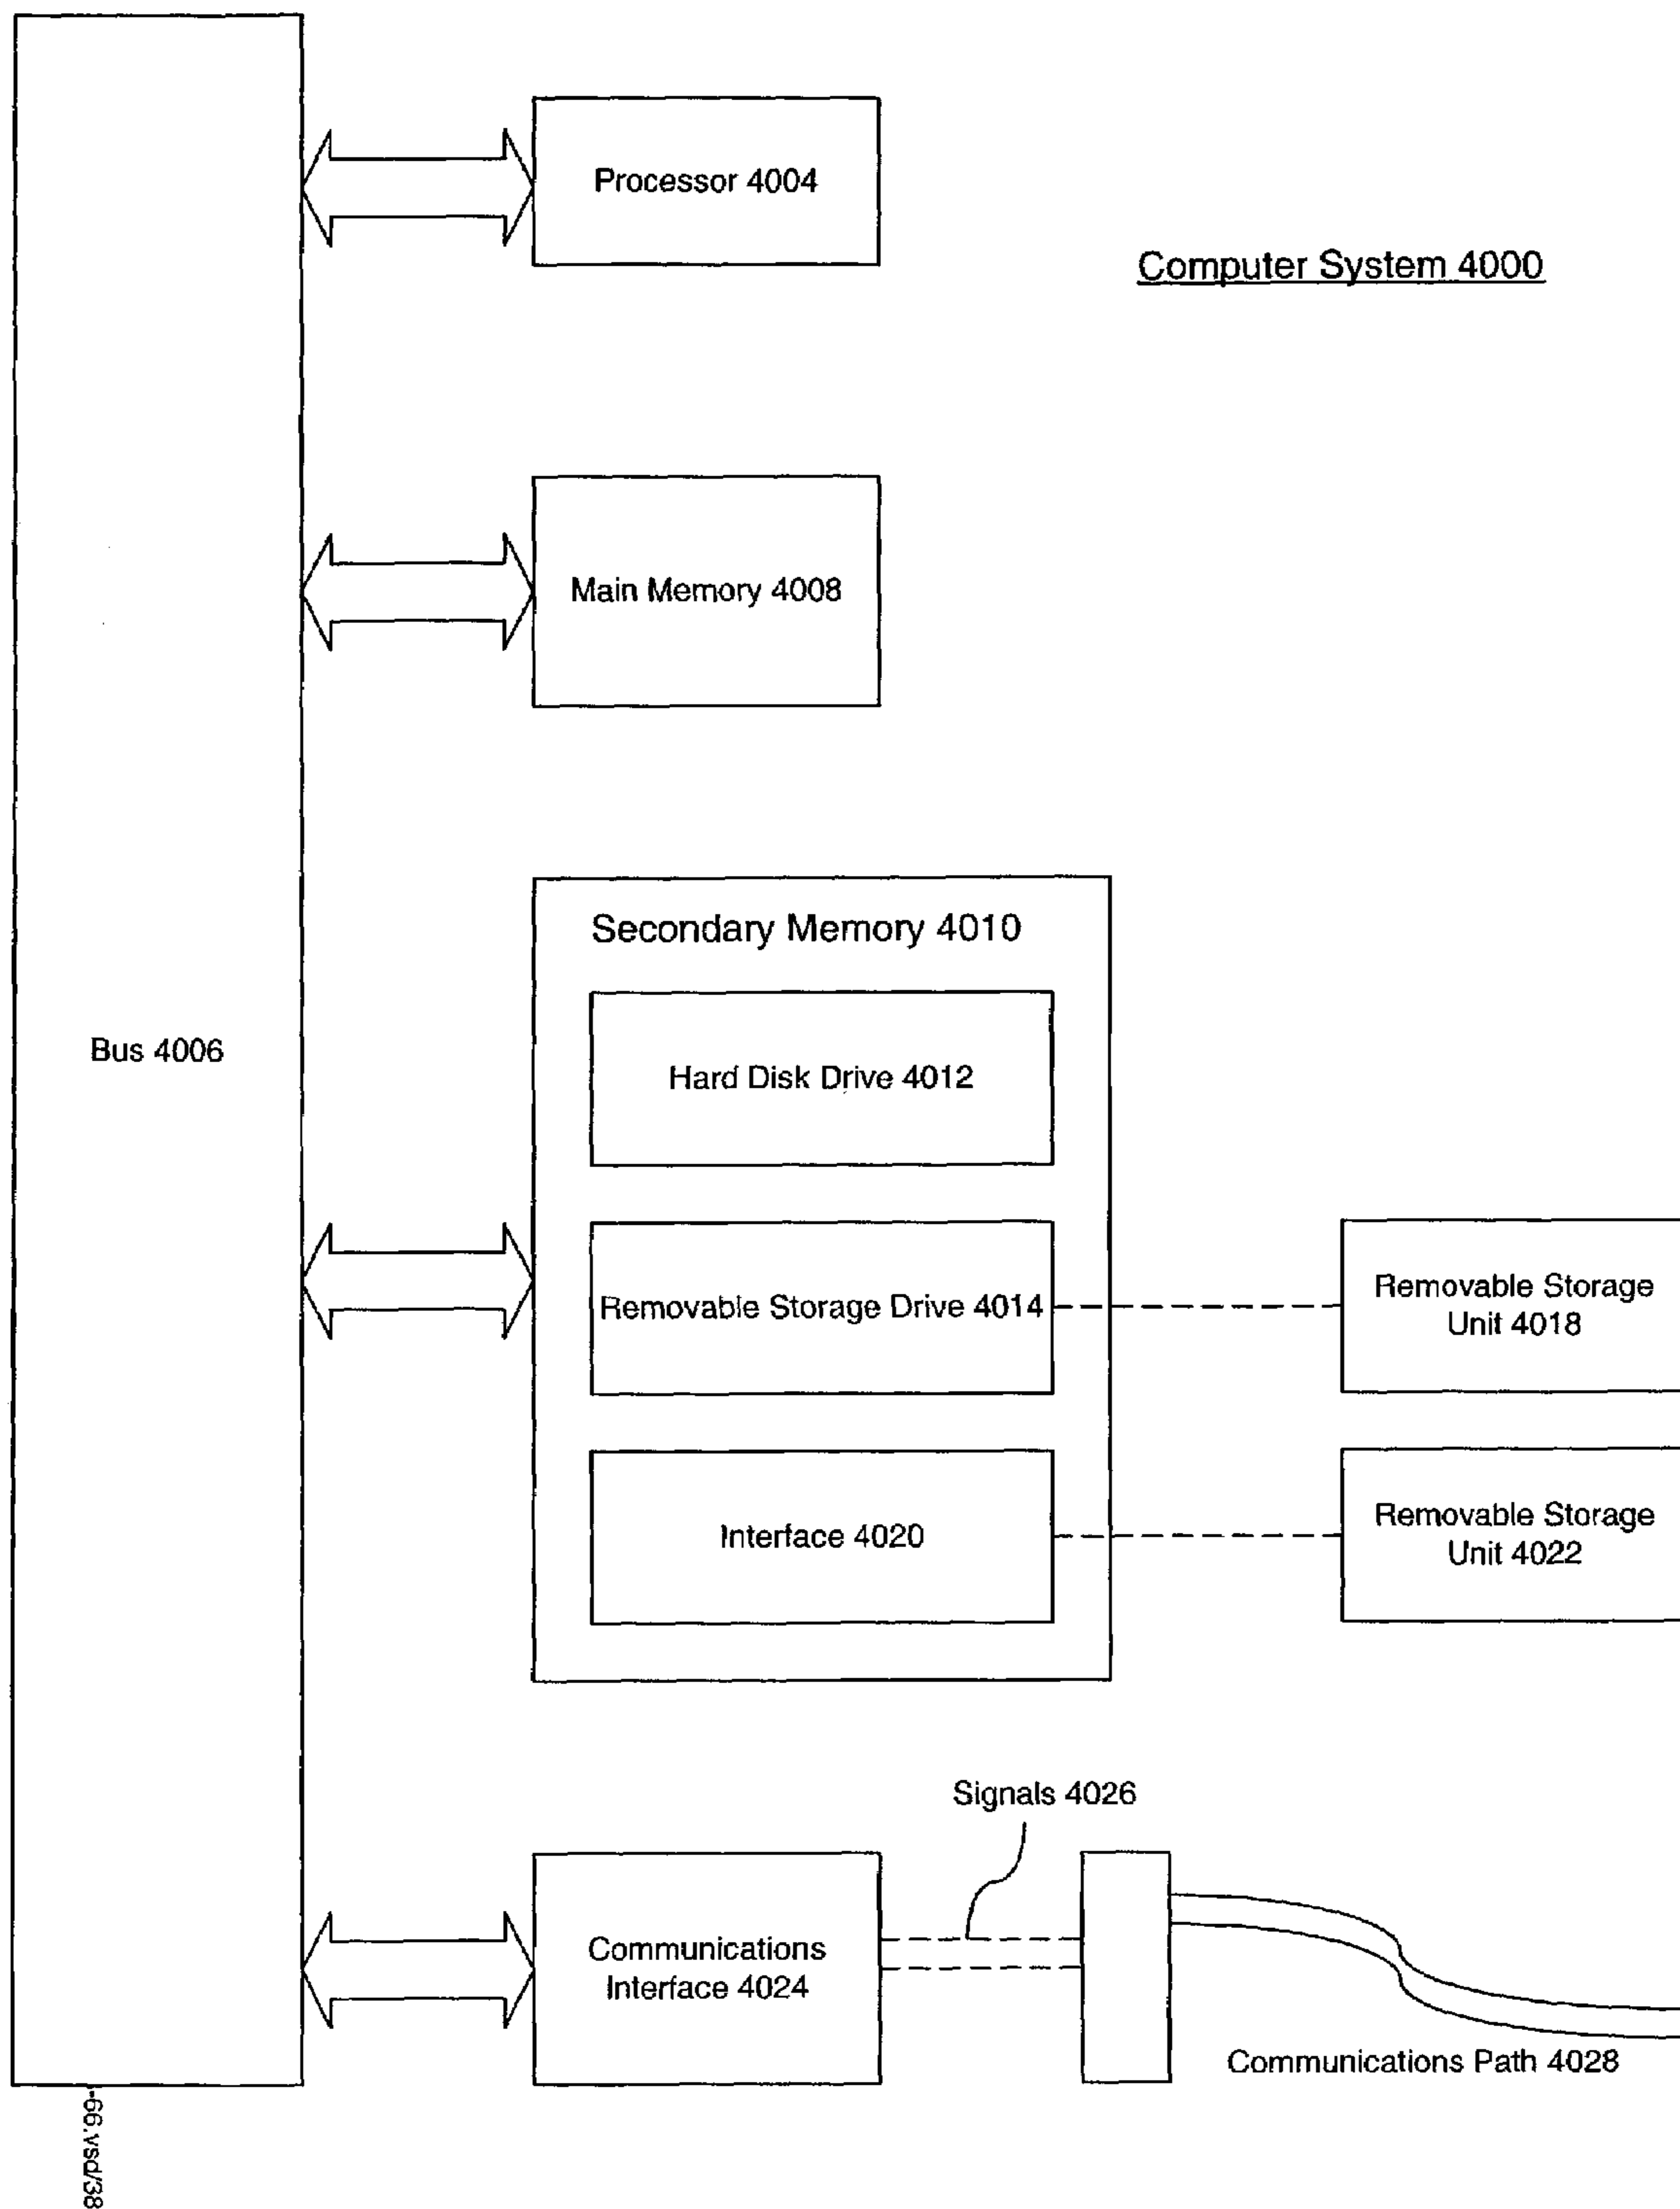 Processor 4004
Computer System 4000
Main Memory 4008
Secondary Memory 4010
Bus 4006
Hard Disk Drive 4012
Removable Storage Drive 4014
Removable Storage
Unit 4018
Interface 4020
Removable Storage
Unit 4022
Signals 4026
Communications
Interface 4024
Communications Path 4028
-66.vsd/38